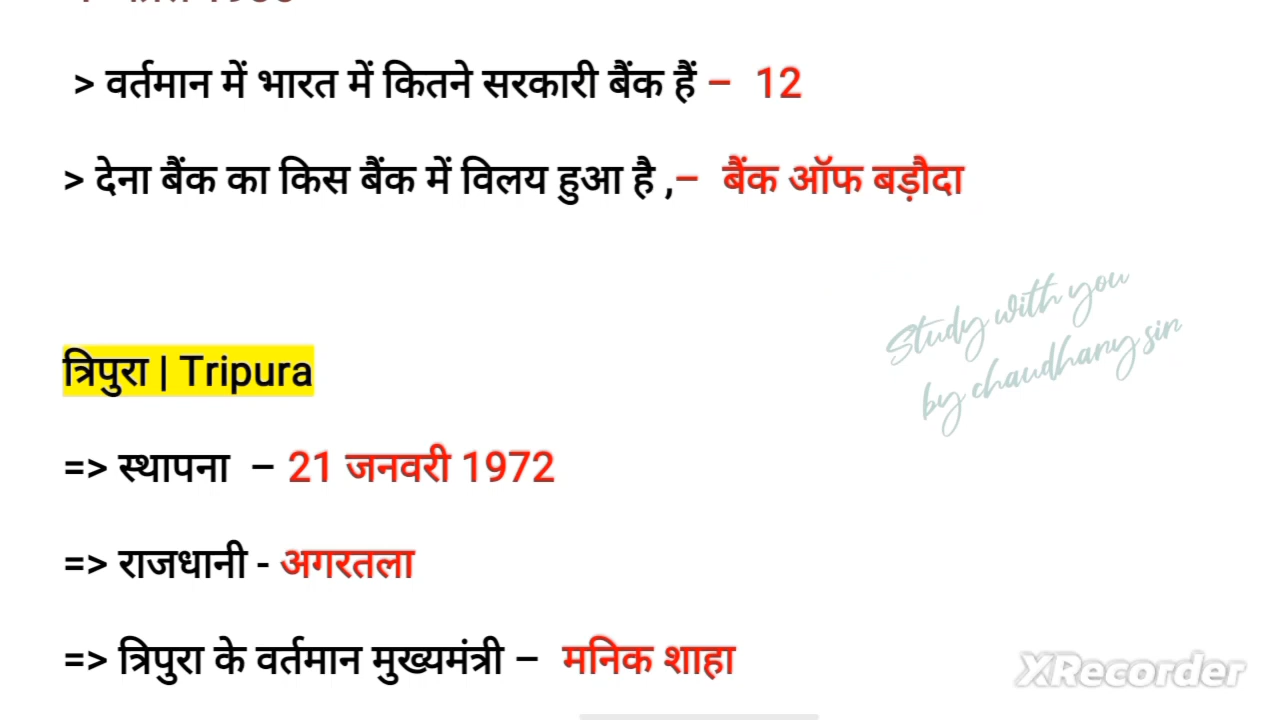 > वर्तमान में भारत में कितने सरकारी बैंक हैं – 12
> देना बैंक का किस बैंक में विलय हुआ है ,– बैंक ऑफ बड़ौदा
Study with you
by chaudhary sin
त्रिपुरा | Tripura
=> स्थापना – 21 जनवरी 1972
=> राजधानी - अगरतला
=> त्रिपुरा के वर्तमान मुख्यमंत्री – मनिक शाहा
XRecorder